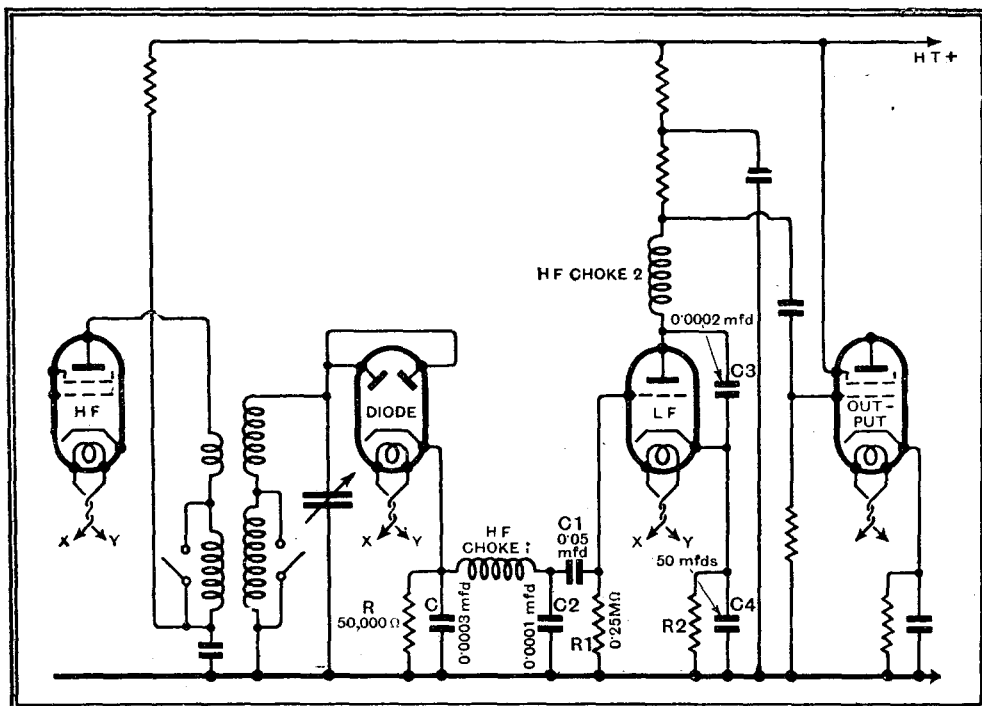 HT+
HF CHOKE 2
0.0002 mfd
C3
HF
DIODE
LF
OUT-
PUT
X
Y
X
Y
X
Y
HF
CHOKE 1
C1
0.05
mfd
50 mfds
R
50,000 Ω
C
0.0003 mfd
C2
0.0001 mfd
R1
0.25MΩ
R2
C4